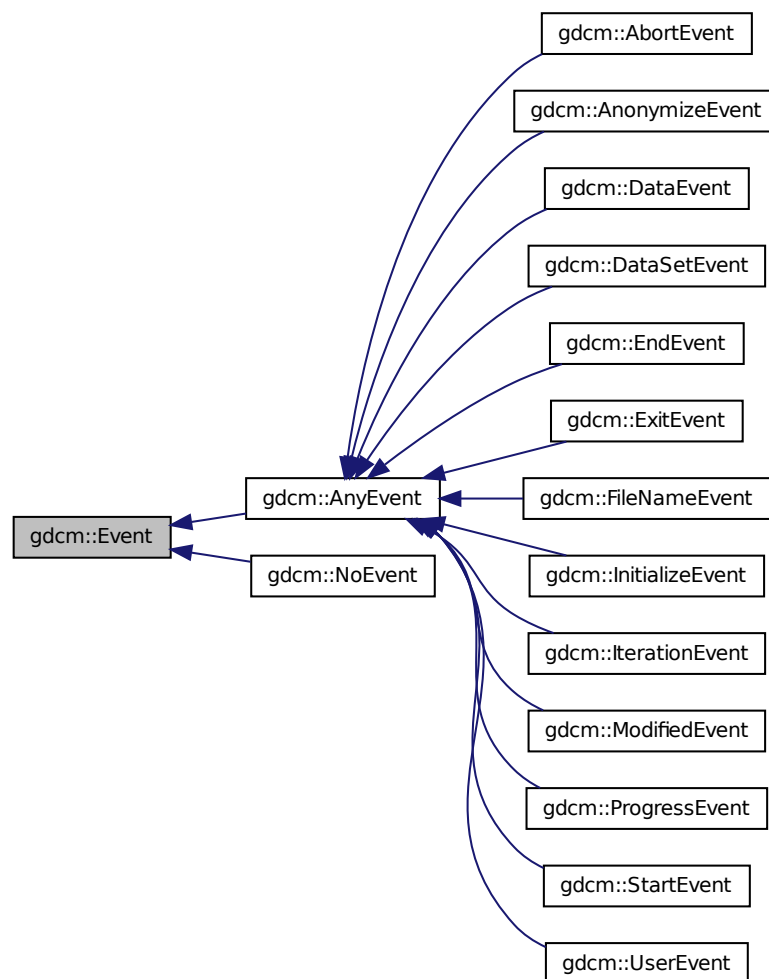 gdcm::AbortEvent
gdcm::AnonymizeEvent
gdcm::DataEvent
gdcm::DataSetEvent
gdcm::EndEvent
gdcm::ExitEvent
gdcm::AnyEvent
gdcm::FileNameEvent
gdcm::Event
gdcm::InitializeEvent
gdcm::NoEvent
gdcm::IterationEvent
gdcm::ModifiedEvent
gdcm::ProgressEvent
gdcm::StartEvent
gdcm::UserEvent